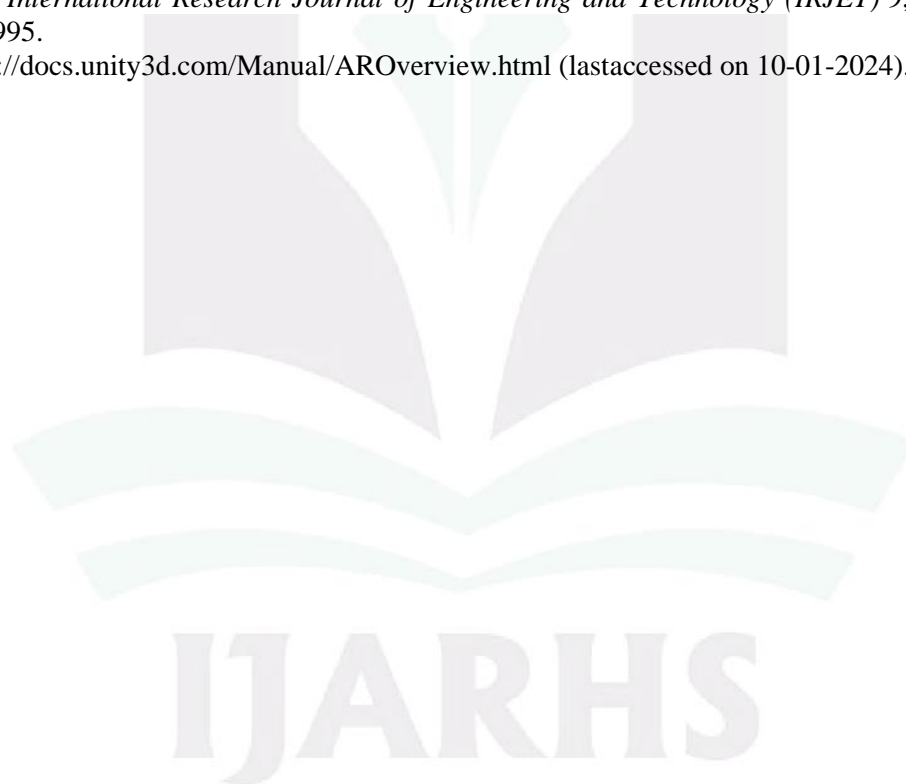 International Research Journal of Engineering and Technology (IRJET) 9,
995.
://docs.unity3d.com/Manual/AROverview.html (lastaccessed on 10-01-2024).
IJARHS